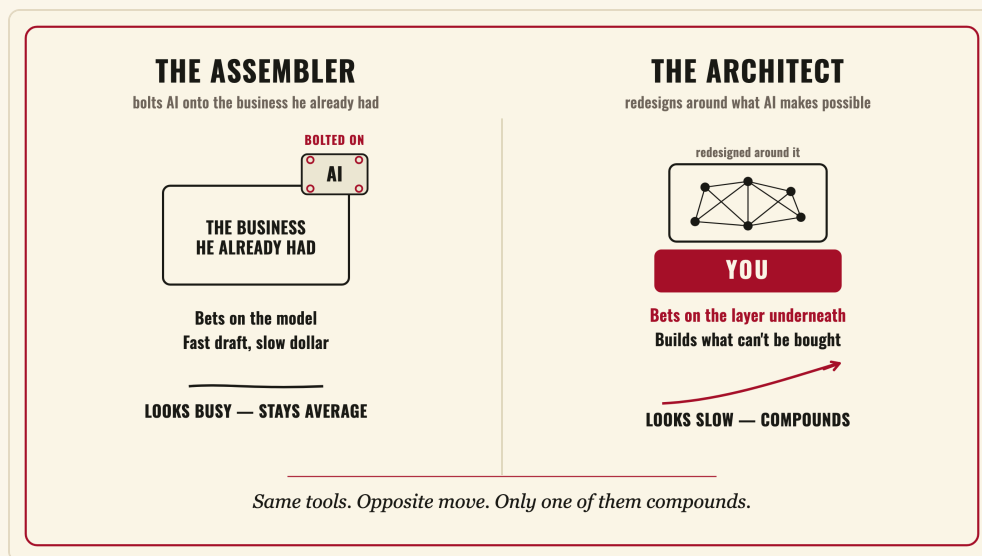 THE ASSEMBLER
bolts AI onto the business he already had
BOLTED ON
AI
THE BUSINESS
HE ALREADY HAD
Bets on the model
Fast draft, slow dollar
LOOKS BUSY — STAYS AVERAGE
THE ARCHITECT
redesigns around what AI makes possible
redesigned around it
YOU
Bets on the layer underneath
Builds what can't be bought
LOOKS SLOW — COMPOUNDS
Same tools. Opposite move. Only one of them compounds.